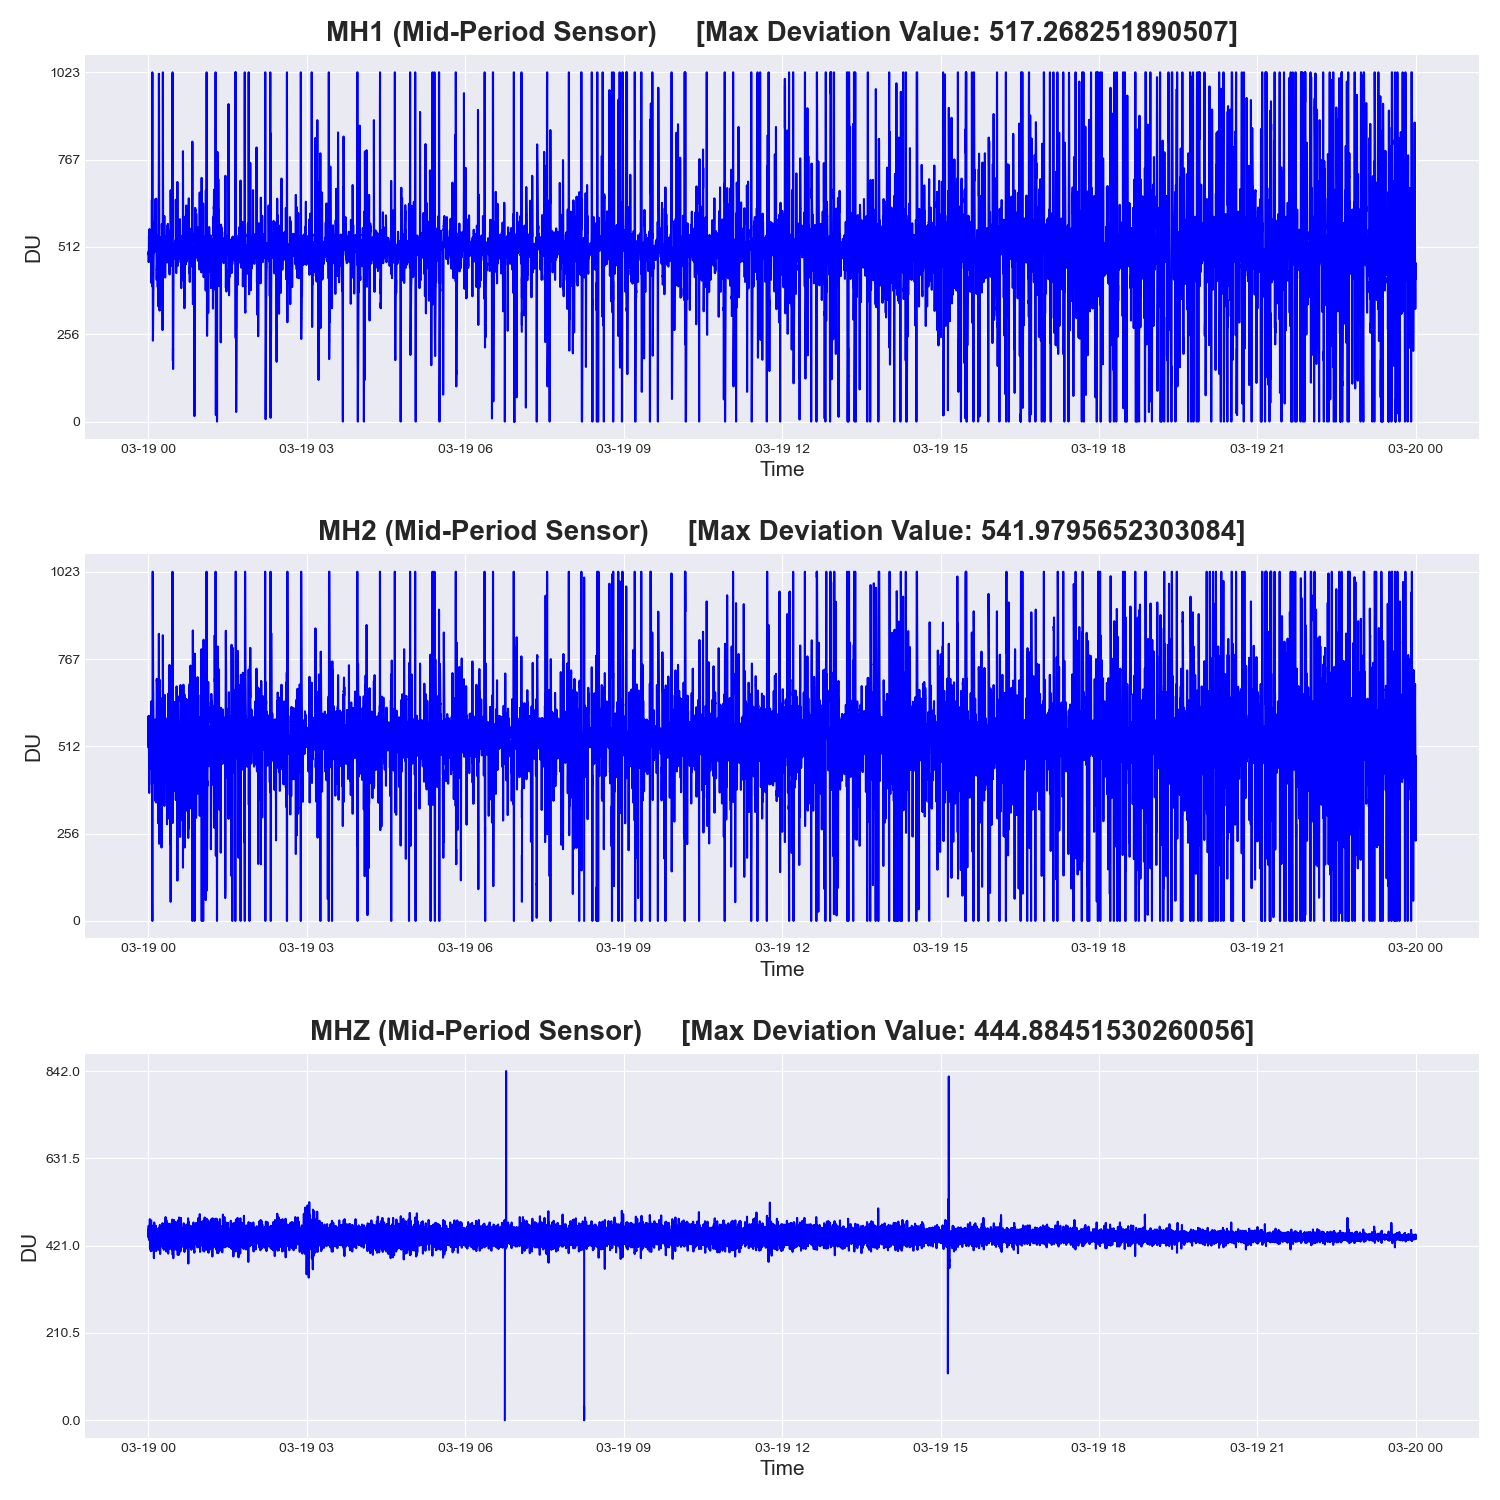 MH1 (Mid-Period Sensor) [Max Deviation Value: 517.268251890507]
1023
767
512
256
0
DU
03-19 00 03-19 03 03-19 06 03-19 09 03-19 12 03-19 15 03-19 18 03-19 21 03-20 00
Time
MH2 (Mid-Period Sensor) [Max Deviation Value: 541.9795652303084]
1023
767
512
256
0
DU
03-19 00 03-19 03 03-19 06 03-19 09 03-19 12 03-19 15 03-19 18 03-19 21 03-20 00
Time
MHZ (Mid-Period Sensor) [Max Deviation Value: 444.88451530260056]
842.0
631.5
421.0
210.5
0.0
DU
03-19 00 03-19 03 03-19 06 03-19 09 03-19 12 03-19 15 03-19 18 03-19 21 03-20 00
Time